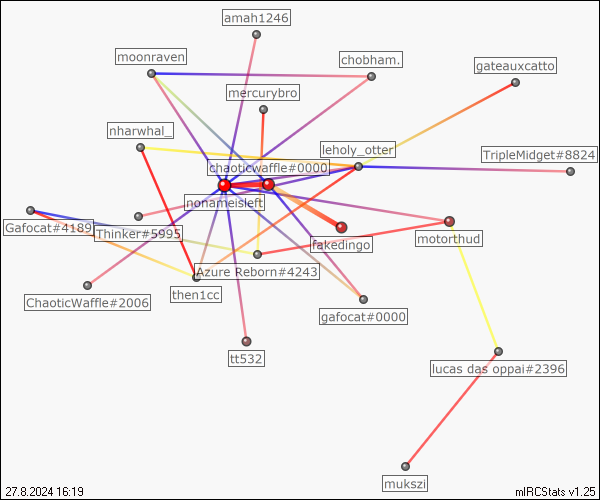 amah1246
moonraven
chobham.
gateauxcatto
mercurybro
nharwhal_
leholy_otter
TripleMidget#8824
chaoticwaffle#0000
nonameisleft
Gafocat#4189
Thinker#5995
fakedingo
motorthud
Azure Reborn#4243
then1cc
ChaoticWaffle#2006
gafocat#0000
tt532
lucas das oppai#2396
mukszi
27.8.2024 16:19
mIRCStats v1.25